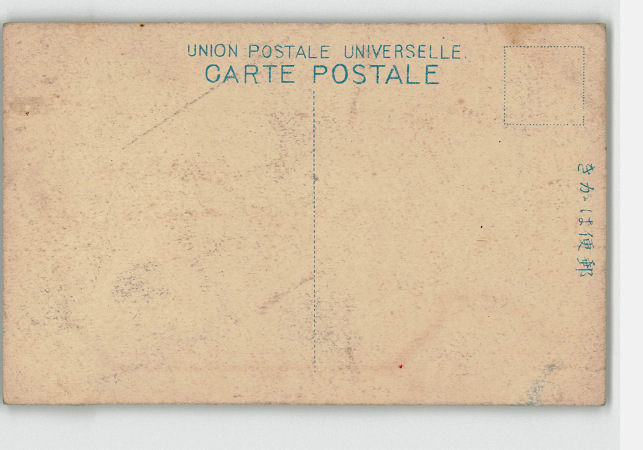 UNION POSTALE UNIVERSELLE.
CARTE POSTALE
きかは便郵